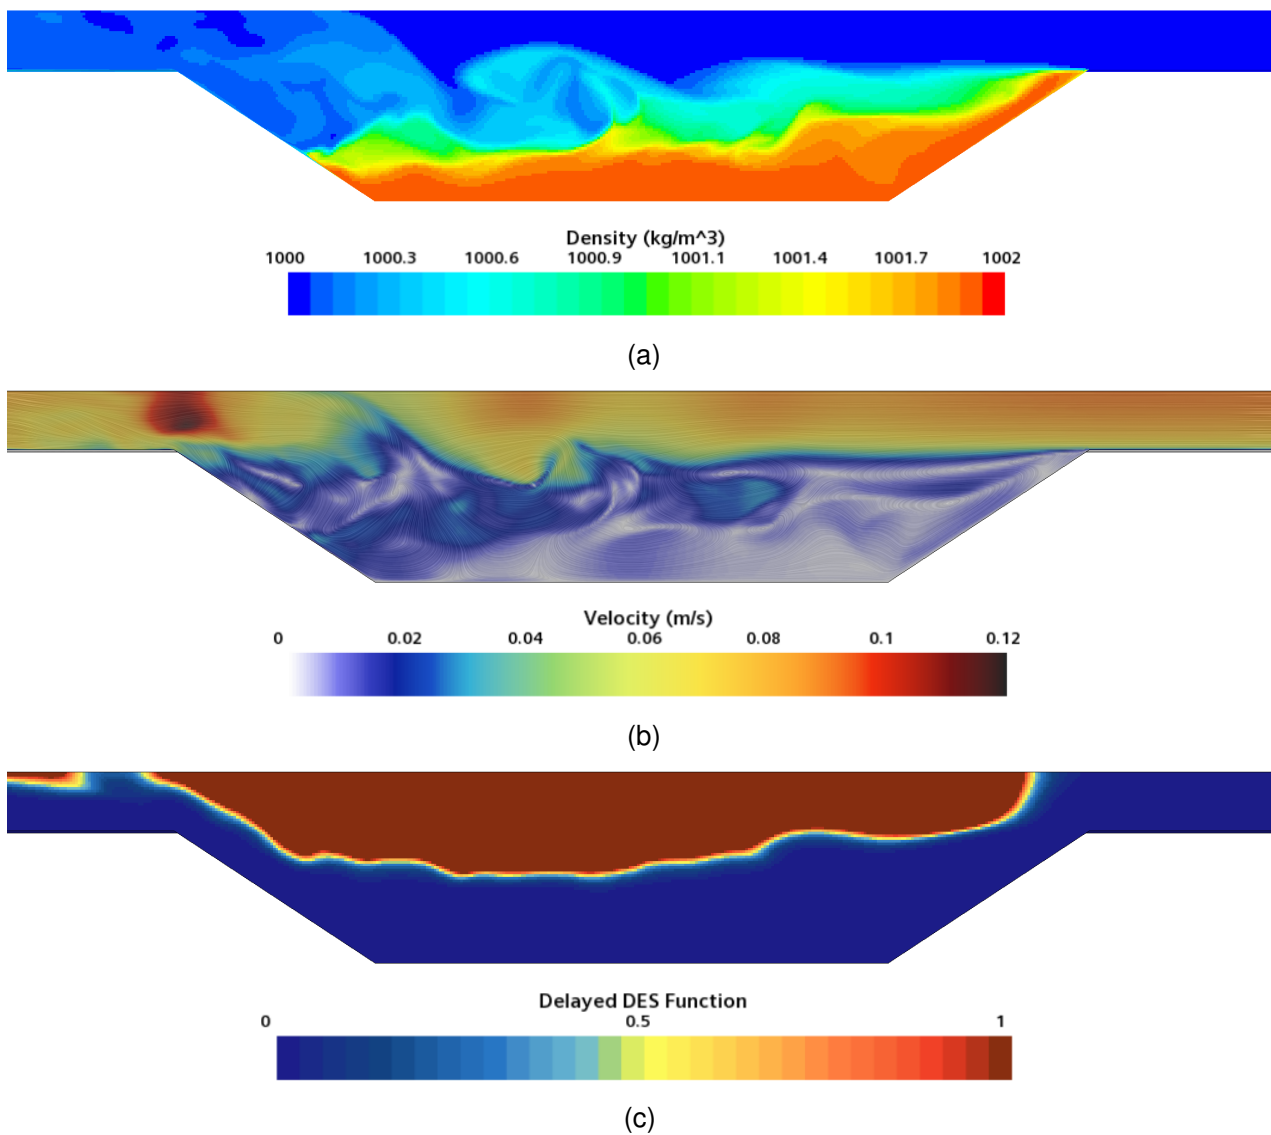 Density (kg/m^3)
1000 1000.3 1000.6 1000.9 1001.1 1001.4 1001.7 1002
(a)
Velocity (m/s)
0 0.02 0.04 0.06 0.08 0.1 0.12
(b)
Delayed DES Function
0 0.5 1
(c)